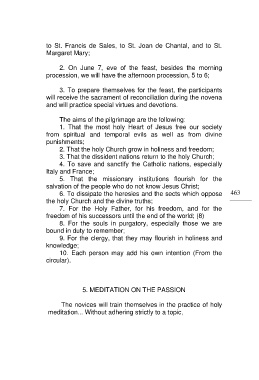 to St. Francis de Sales, to St. Joan de Chantal, and to St.
Margaret Mary;
2. On June 7, eve of the feast, besides the morning
procession, we will have the afternoon procession, 5 to 6;
3. To prepare themselves for the feast, the participants
will receive the sacrament of reconciliation during the novena
and will practice special virtues and devotions.
The aims of the pilgrimage are the following:
1. That the most holy Heart of Jesus free our society
from spiritual and temporal evils as well as from divine
punishments;
2. That the holy Church grow in holiness and freedom;
3. That the dissident nations return to the holy Church;
4. To save and sanctify the Catholic nations, especially
Italy and France;
5. That the missionary institutions flourish for the
salvation of the people who do not know Jesus Christ;
6. To dissipate the heresies and the sects which oppose
the holy Church and the divine truths;
463
7. For the Holy Father, for his freedom, and for the
freedom of his successors until the end of the world; (8)
8. For the souls in purgatory, especially those we are
bound in duty to remember.
9. For the clergy, that they may flourish in holiness and
knowledge;
10. Each person may add his own intention (From the
circular).
5. MEDITATION ON THE PASSION
The novices will train themselves in the practice of holy
meditation... Without adhering strictly to a topic,